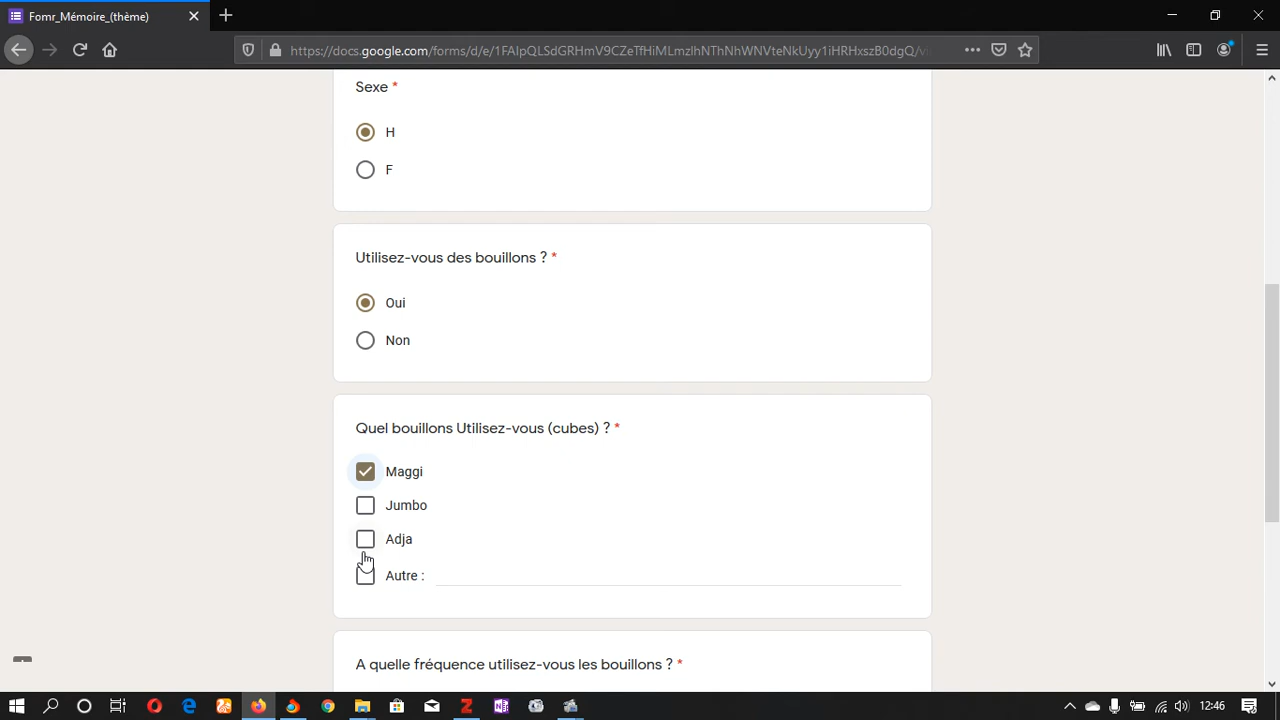 Fomr_Mémoire_(thème)
https://docs.google.com/forms/d/e/
Sexe *
H
F
Utilisez-vous des bouillons ? *
Oui
Non
Quel bouillons Utilisez-vous (cubes) ? *
Maggi
Jumbo
Adja
Autre :
A quelle fréquence utilisez-vous les bouillons ? *
12:46